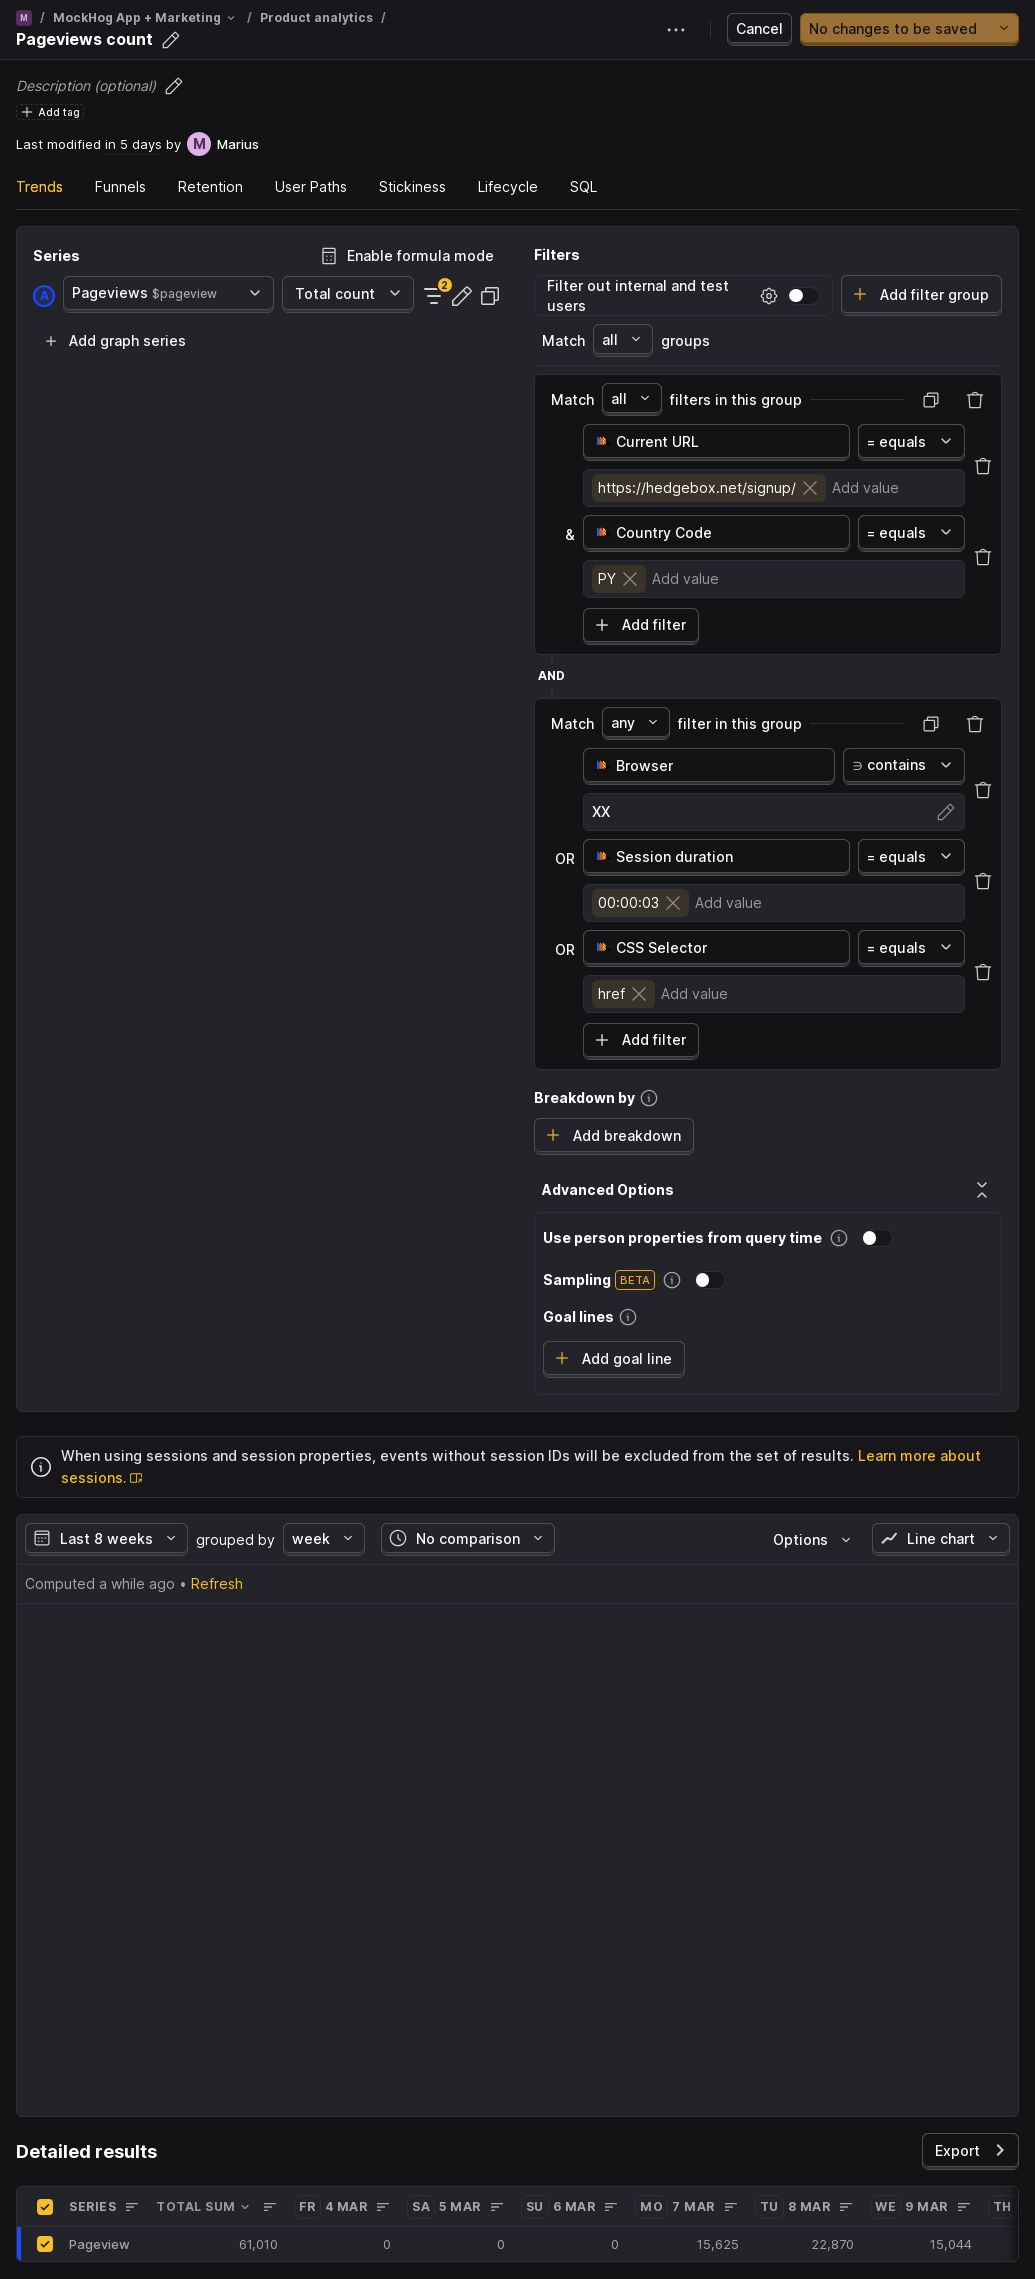 M / MockHog App + Marketing / Product analytics /
Pageviews count
Cancel
No changes to be saved
Description (optional)
Add tag
Last modified in 5 days by M Marius
Trends Funnels Retention User Paths Stickiness Lifecycle SQL
Series
Enable formula mode
A Pageviews $pageview Total count 2
Add graph series
Filters
Filter out internal and test
users
Add filter group
Match all groups
Match all filters in this group
Current URL = equals
https://hedgebox.net/signup/ Add value
& Country Code = equals
PY Add value
Add filter
AND
Match any filter in this group
Browser ∋ contains
XX
OR Session duration = equals
00:00:03 Add value
OR CSS Selector = equals
href Add value
Add filter
Breakdown by
Add breakdown
Advanced Options
Use person properties from query time
Sampling BETA
Goal lines
Add goal line
When using sessions and session properties, events without session IDs will be excluded from the set of results. Learn more about
sessions.
Last 8 weeks grouped by week No comparison Options Line chart
Computed a while ago • Refresh
Detailed results
Export
SERIES TOTAL SUM FR 4 MAR SA 5 MAR SU 6 MAR MO 7 MAR TU 8 MAR WE 9 MAR TH
Pageview 61,010 0 0 0 15,625 22,870 15,044